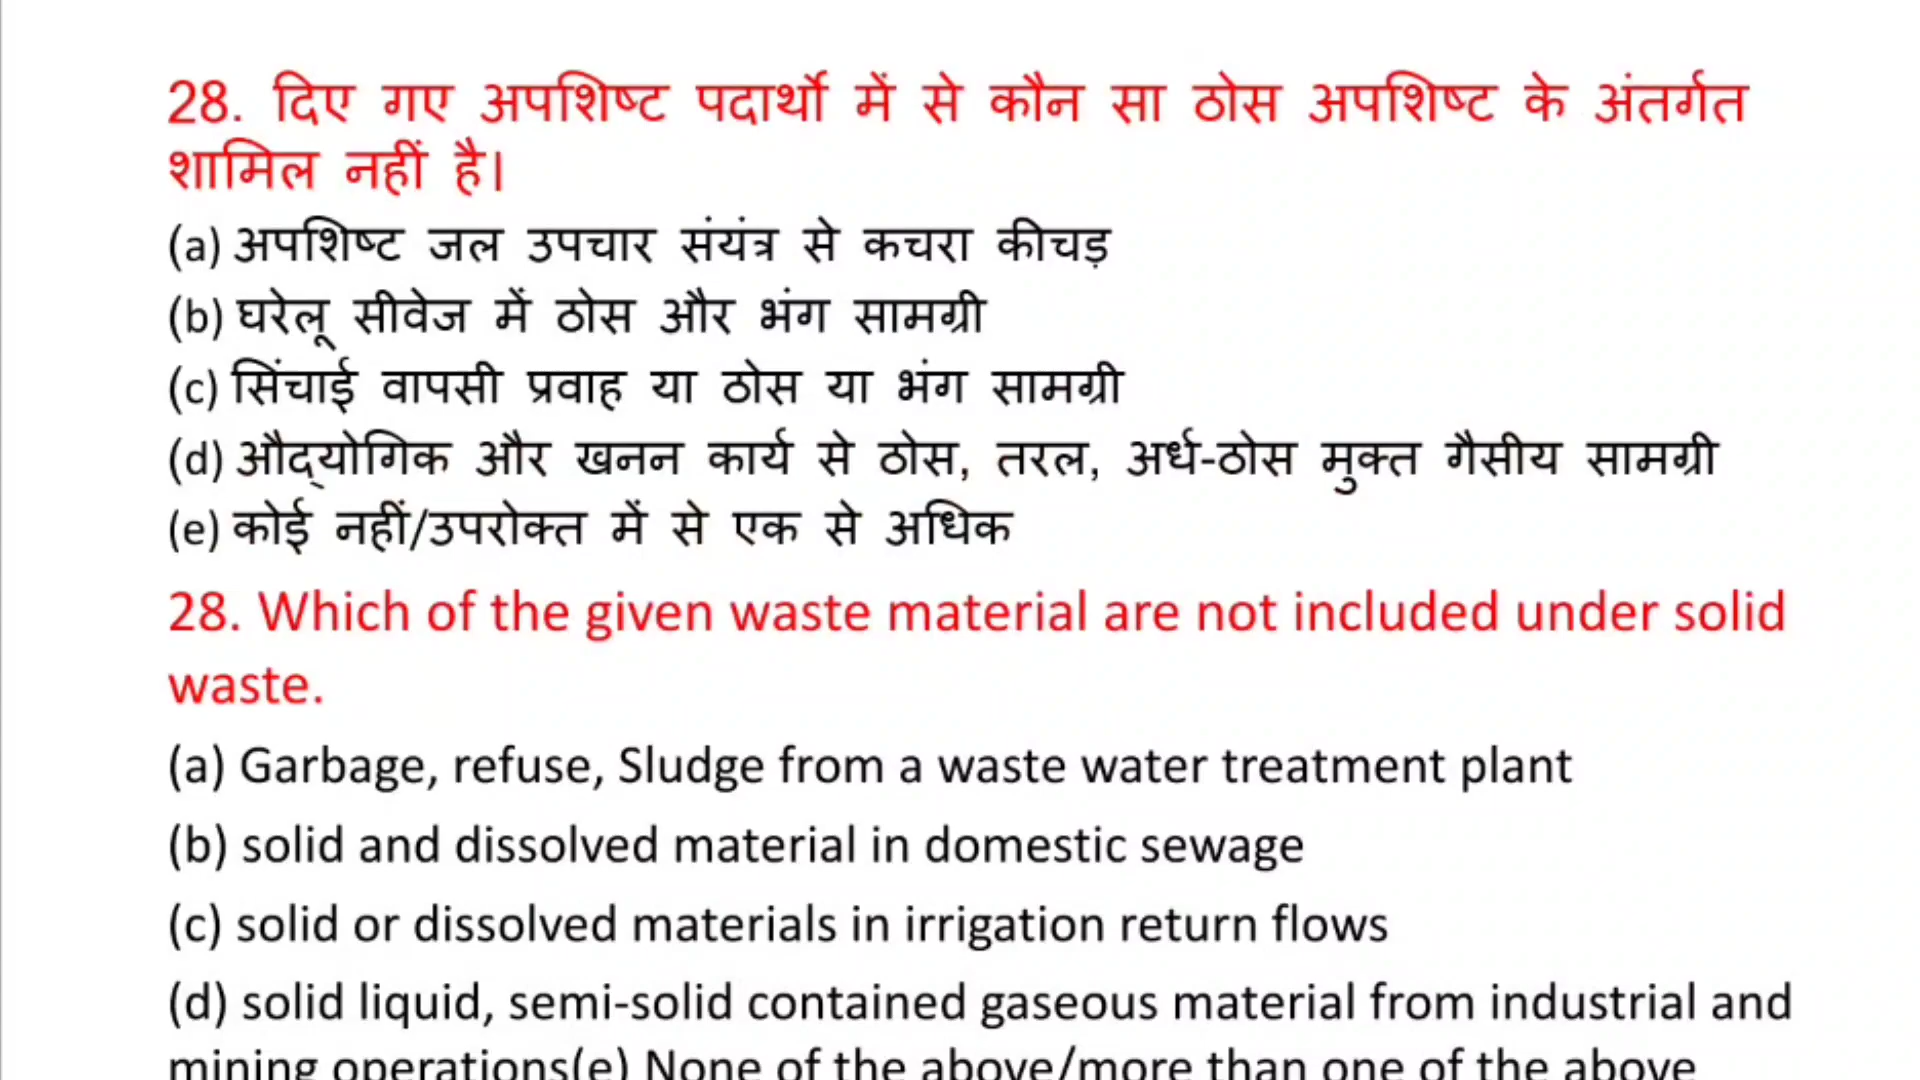 28. दिए गए अपशिष्ट पदार्थो में से कौन सा ठोस अपशिष्ट के अंतर्गत
शामिल नहीं है।
(a) अपशिष्ट जल उपचार संयंत्र से कचरा कीचड़
(b) घरेलू सीवेज में ठोस और भंग सामग्री
(c) सिंचाई वापसी प्रवाह या ठोस या भंग सामग्री
(d) औद्योगिक और खनन कार्य से ठोस, तरल, अर्ध-ठोस मुक्त गैसीय सामग्री
(e) कोई नहीं/उपरोक्त में से एक से अधिक
28. Which of the given waste material are not included under solid
waste.
(a) Garbage, refuse, Sludge from a waste water treatment plant
(b) solid and dissolved material in domestic sewage
(c) solid or dissolved materials in irrigation return flows
(d) solid liquid, semi-solid contained gaseous material from industrial and
mining operations(e) None of the above/more than one of the above